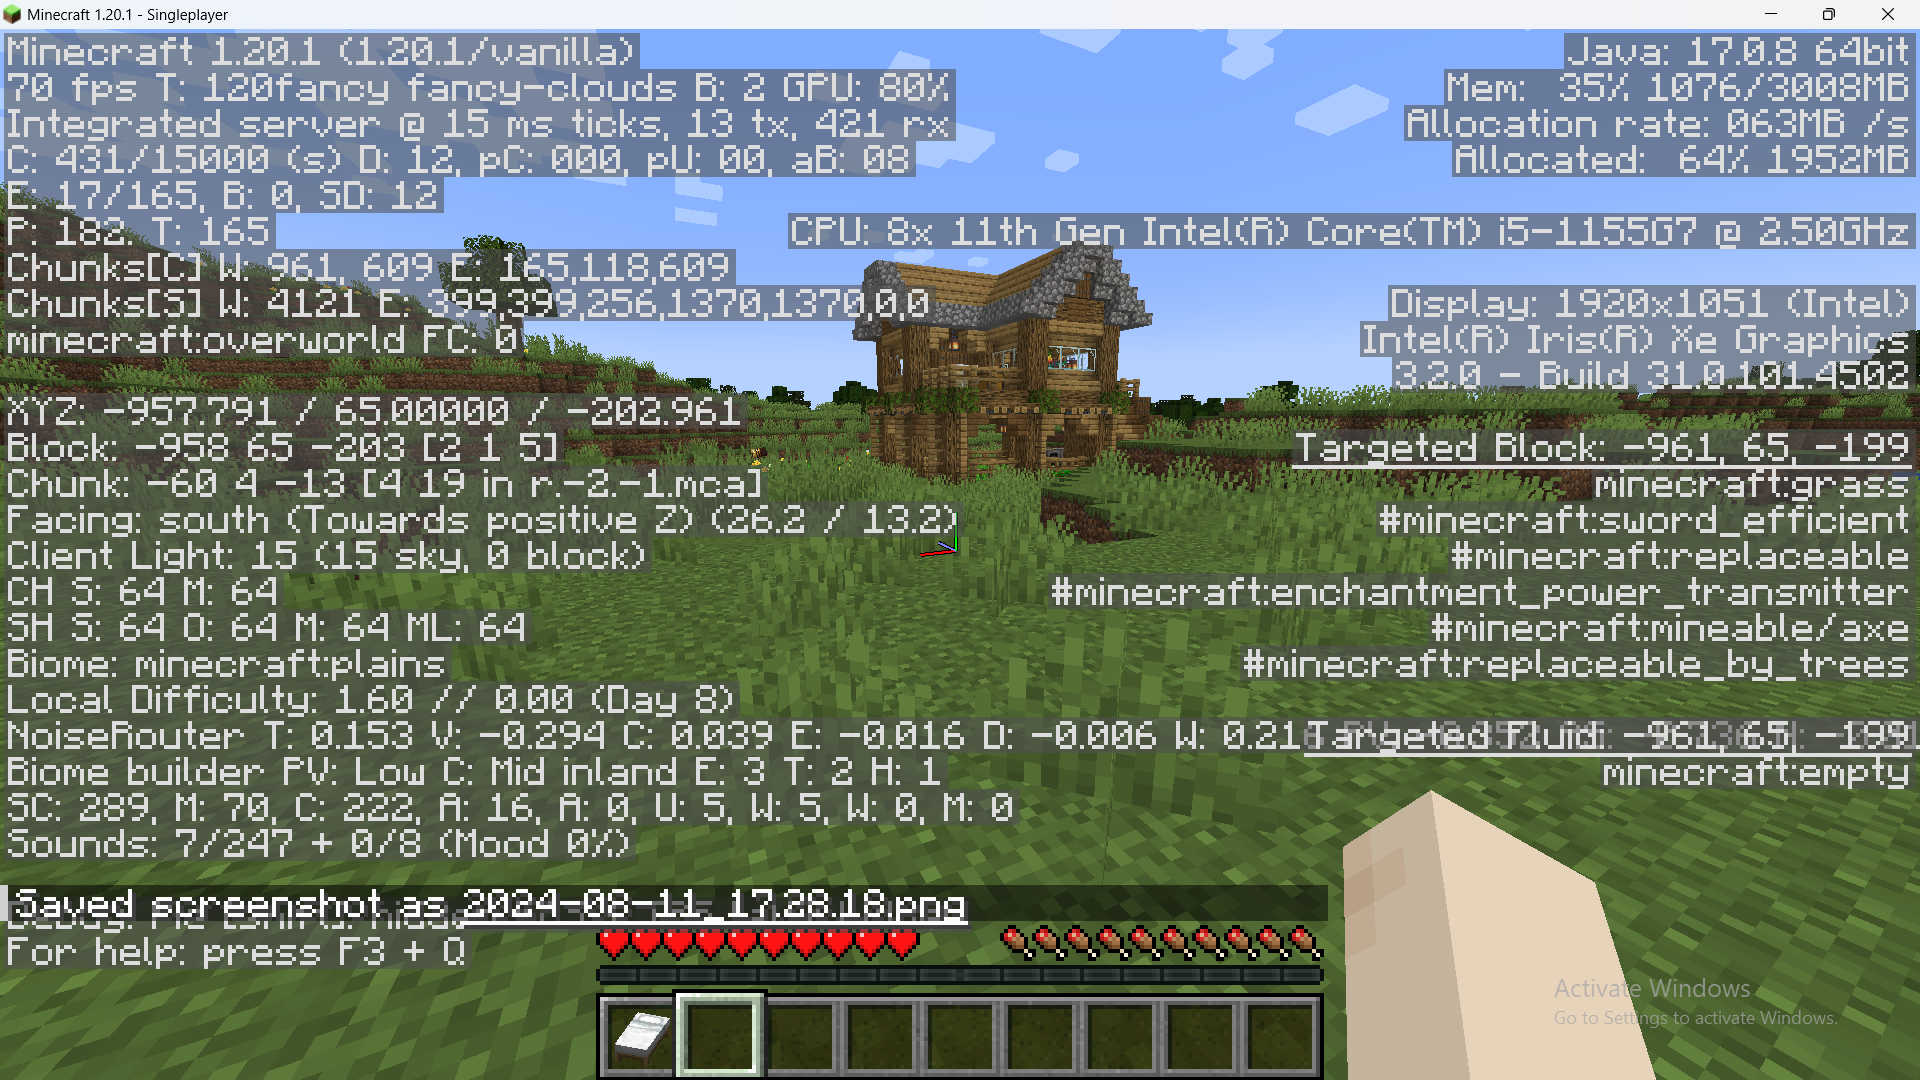 Minecraft 1.20.1 - Singleplayer
Minecraft 1.20.1 (1.20.1/vanilla)
70 fps T: 120fancy fancy-clouds B: 2 GPU: 80%
Integrated server @ 15 ms ticks, 13 tx, 421 rx
C: 431/15000 (s) D: 12, pC: 000, pU: 00, aB: 08
E: 17/165, B: 0, SD: 12
P: 182. T: 165
Chunks[C] W: 961, 609 E: 165,118,609
Chunks[S] W: 4121 E: 399,399,256,1370,1370,0,0
minecraft:overworld FC: 0
XYZ: -957.791 / 65.00000 / -202.961
Block: -958 65 -203 [2 1 5]
Chunk: -60 4 -13 [4 19 in r.-2.-1.mca]
Facing: south (Towards positive Z) (26.2 / 13.2)
Client Light: 15 (15 sky, 0 block)
CH S: 64 M: 64
SH S: 64 O: 64 M: 64 ML: 64
Biome: minecraft:plains
Local Difficulty: 1.60 // 0.00 (Day 8)
NoiseRouter T: 0.153 V: -0.294 C: 0.039 E: -0.016 D: -0.006 W: 0.21
Biome builder PV: Low C: Mid inland E: 3 T: 2 H: 1
SC: 289, M: 70, C: 222, A: 16, A: 0, U: 5, W: 5, W: 0, M: 0
Sounds: 7/247 + 0/8 (Mood 0%)
Java: 17.0.8 64bit
Mem: 35% 1076/3008MB
Allocation rate: 063MB /s
Allocated: 64% 1952MB
CPU: 8x 11th Gen Intel(R) Core(TM) i5-1155G7 @ 2.50GHz
Display: 1920x1051 (Intel)
Intel(R) Iris(R) Xe Graphics
3.2.0 - Build 31.0.101.4502
Targeted Block: -961, 65, -199
minecraft:grass
#minecraft:sword_efficient
#minecraft:replaceable
#minecraft:enchantment_power_transmitter
#minecraft:mineable/axe
#minecraft:replaceable_by_trees
Targeted Fluid: -961, 65, -199
minecraft:empty
Saved screenshot as 2024-08-11_17.28.18.png
For help: press F3 + Q
Activate Windows
Go to Settings to activate Windows.